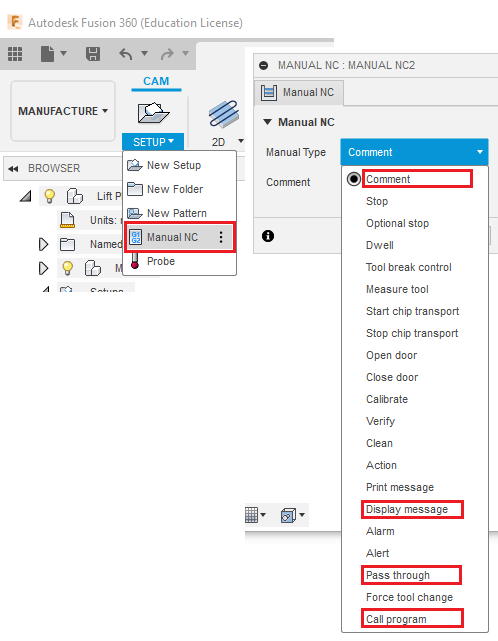 F
Autodesk Fusion 360 (Education License)
CAM
MANUFACTURE
SETUP
2D
BROWSER
New Setup
New Folder
New Pattern
G1
G2
Manual NC
Probe
Lift P
Units:
Named
M
MANUAL NC : MANUAL NC2
Manual NC
Manual NC
Manual Type
Comment
Comment
Comment
Stop
Optional stop
Dwell
Tool break control
Measure tool
Start chip transport
Stop chip transport
Open door
Close door
Calibrate
Verify
Clean
Action
Print message
Display message
Alarm
Alert
Pass through
Force tool change
Call program